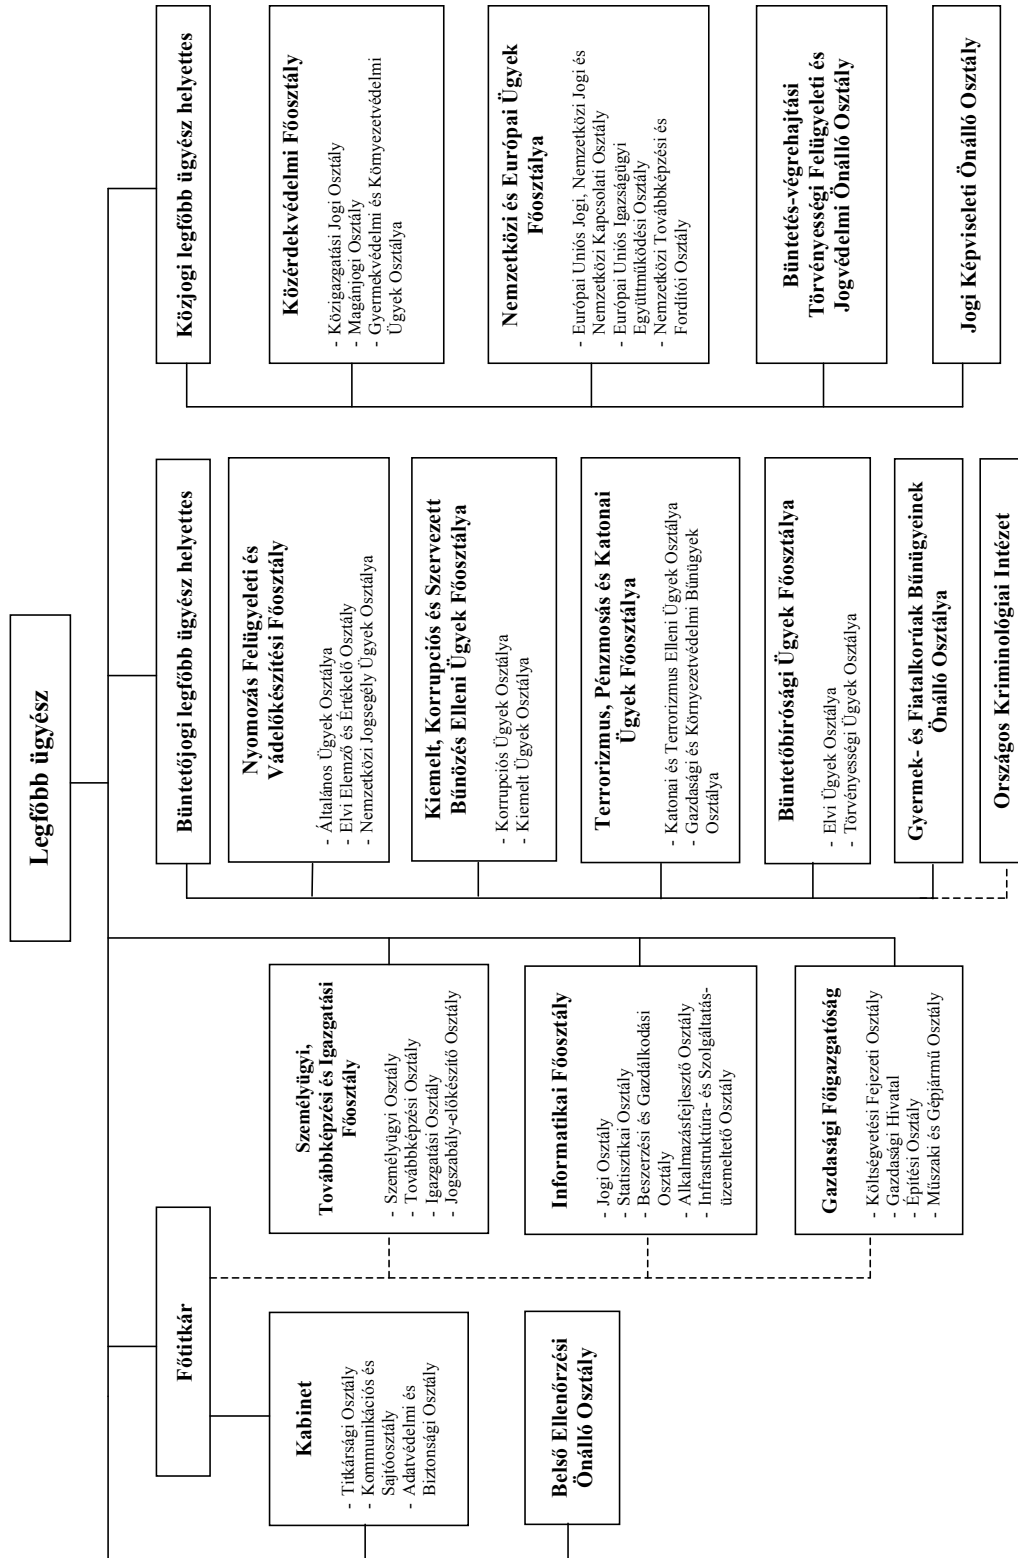 Legfőbb ügyész
Főtitkár
Büntetőjogi legfőbb ügyész helyettes
Közjogi legfőbb ügyész helyettes
Kabinet
- Titkársági Osztály
- Kommunikációs és
Sajtóosztály
- Adatvédelmi és
Biztonsági Osztály
Belső Ellenőrzési
Önálló Osztály
Személyügyi,
Továbbképzési és Igazgatási
Főosztály
- Személyügyi Osztály
- Továbbképzési Osztály
- Igazgatási Osztály
- Jogszabály-előkészítő Osztály
Informatikai Főosztály
- Jogi Osztály
- Statisztikai Osztály
- Beszerzési és Gazdálkodási
Osztály
- Alkalmazásfejlesztő Osztály
- Infrastruktúra- és Szolgáltatás-
üzemeltető Osztály
Gazdasági Főigazgatóság
- Költségvetési Fejezeti Osztály
- Gazdasági Hivatal
- Építési Osztály
- Műszaki és Gépjármű Osztály
Nyomozás Felügyeleti és
Vádelőkészítési Főosztály
- Általános Ügyek Osztálya
- Elvi Elemző és Értékelő Osztály
- Nemzetközi Jogsegély Ügyek Osztálya
Kiemelt, Korrupciós és Szervezett
Bűnözés Elleni Ügyek Főosztálya
- Korrupciós Ügyek Osztálya
- Kiemelt Ügyek Osztálya
Terrorizmus, Pénzmosás és Katonai
Ügyek Főosztálya
- Katonai és Terrorizmus Elleni Ügyek Osztálya
- Gazdasági és Környezetvédelmi Bűnügyek
Osztálya
Büntetőbírósági Ügyek Főosztálya
- Elvi Ügyek Osztálya
- Törvényességi Ügyek Osztálya
Gyermek- és Fiatalkorúak Bűnügyeinek
Önálló Osztálya
Országos Kriminológiai Intézet
Közérdekvédelmi Főosztály
- Közigazgatási Jogi Osztály
- Magánjogi Osztály
- Gyermekvédelmi és Környezetvédelmi
Ügyek Osztálya
Nemzetközi és Európai Ügyek
Főosztálya
- Európai Uniós Jogi, Nemzetközi Jogi és
Nemzetközi Kapcsolati Osztály
- Európai Uniós Igazságügyi
Együttműködési Osztály
- Nemzetközi Továbbképzési és
Fordítói Osztály
Büntetés-végrehajtási
Törvényességi Felügyeleti és
Jogvédelmi Önálló Osztály
Jogi Képviseleti Önálló Osztály